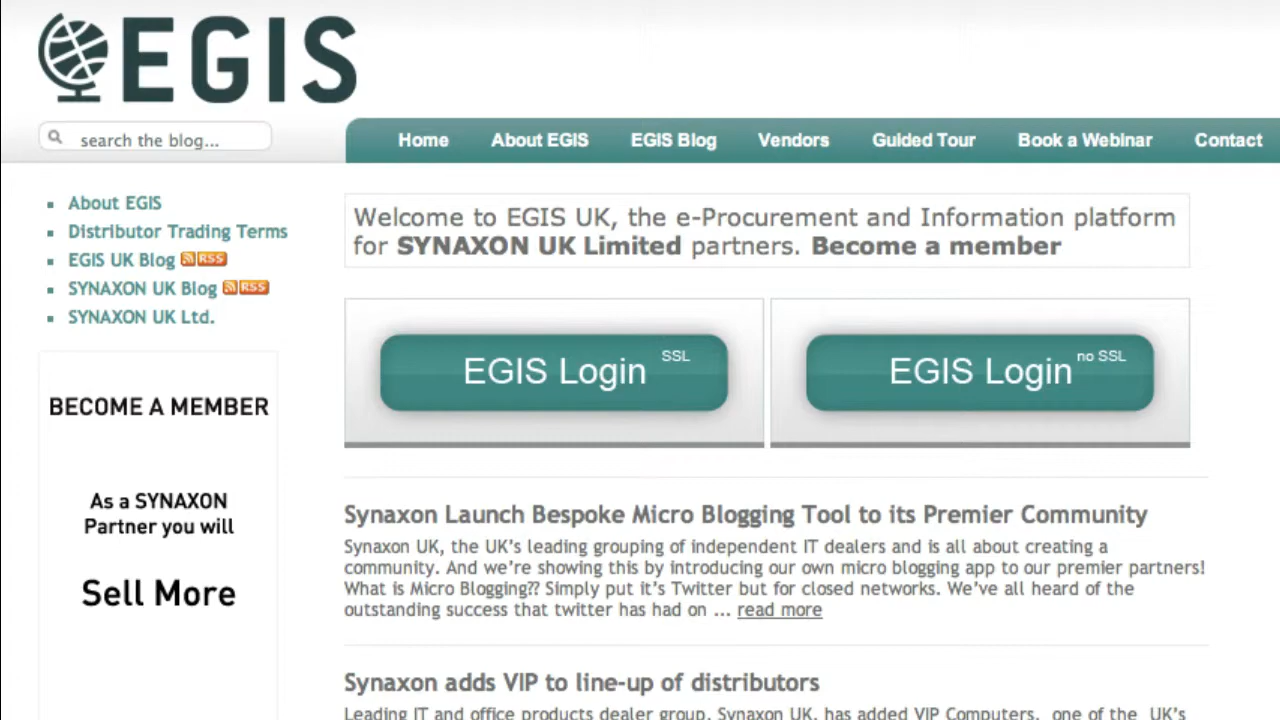 EGIS
search the blog...
Home About EGIS EGIS Blog Vendors Guided Tour Book a Webinar Contact
About EGIS
Distributor Trading Terms
EGIS UK Blog RSS
SYNAXON UK Blog RSS
SYNAXON UK Ltd.
BECOME A MEMBER
As a SYNAXON
Partner you will
Sell More
Welcome to EGIS UK, the e-Procurement and Information platform
for SYNAXON UK Limited partners. Become a member
EGIS Login SSL
EGIS Login no SSL
Synaxon Launch Bespoke Micro Blogging Tool to its Premier Community
Synaxon UK, the UK's leading grouping of independent IT dealers and is all about creating a
community. And we're showing this by introducing our own micro blogging app to our premier partners!
What is Micro Blogging?? Simply put it's Twitter but for closed networks. We've all heard of the
outstanding success that twitter has had on ... read more
Synaxon adds VIP to line-up of distributors
Leading IT and office products dealer group, Synaxon UK, has added VIP Computers, one of the UK's